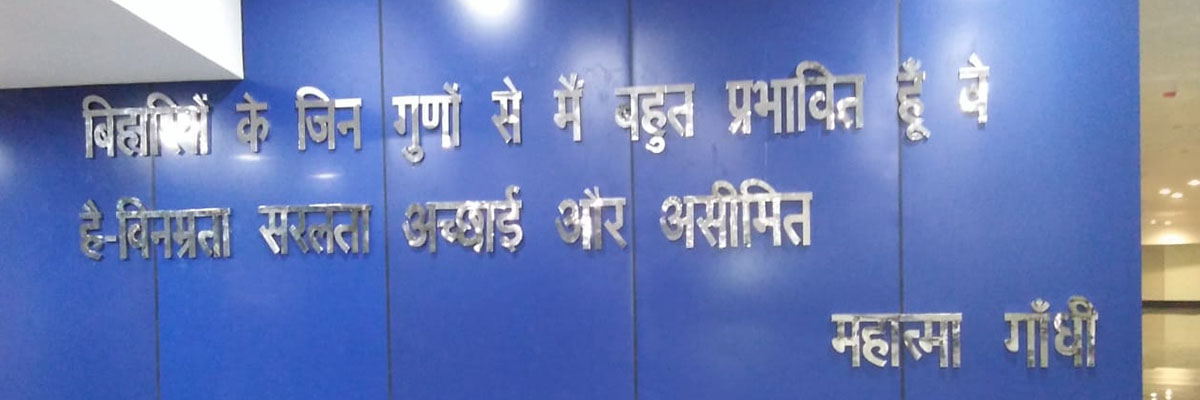 बिहारियों के जिन गुणों से मैं बहुत प्रभावित हूँ वे
है-विनम्रता सरलता अच्छाई और असीमित
महात्मा गाँधी